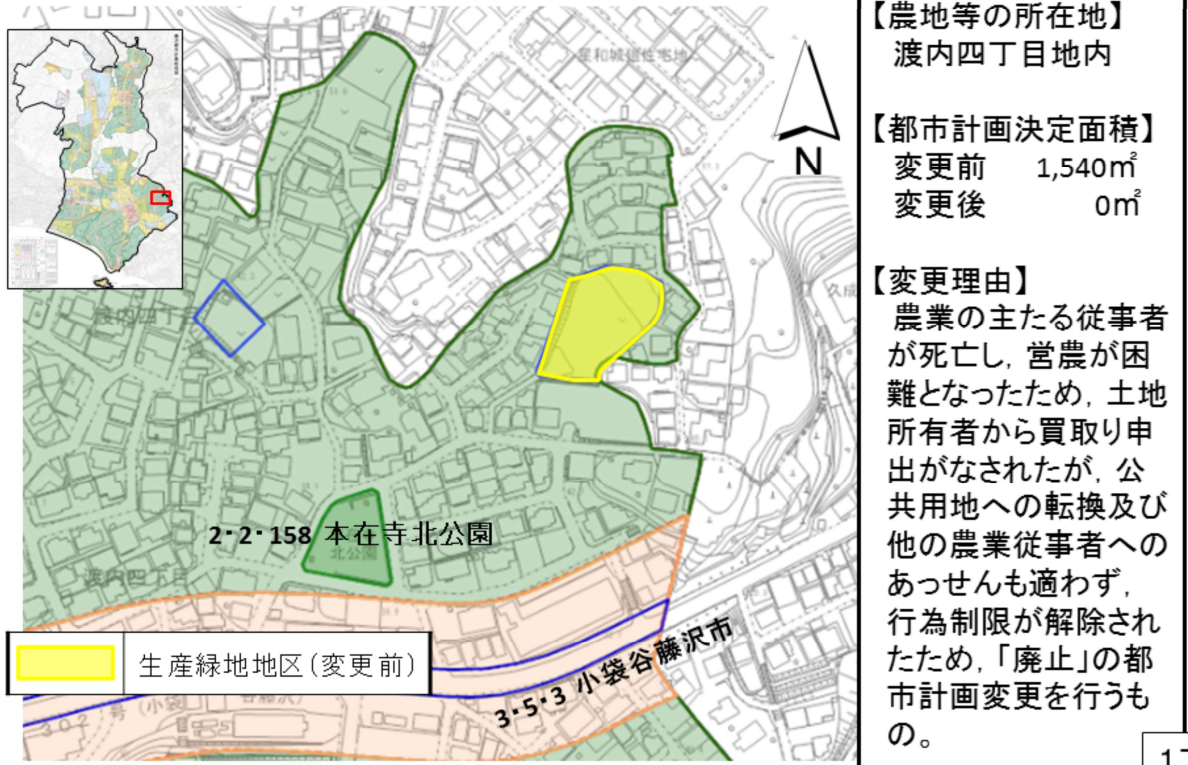 【農地等の所在地】
渡内四丁目地内
【都市計画決定面積】
変更前 1,540㎡
変更後 0㎡
【変更理由】
農業の主たる従事者
が死亡し，営農が困
難となったため，土地
所有者から買取り申
出がなされたが，公
共用地への転換及び
他の農業従事者への
あっせんも適わず，
行為制限が解除され
たため，「廃止」の都
市計画変更を行うも
の。
N
渡内四丁
2・2・158 本在寺北公園
北公園
渡内四丁目
生産緑地地区（変更前）
3・5・3 小袋谷藤沢市